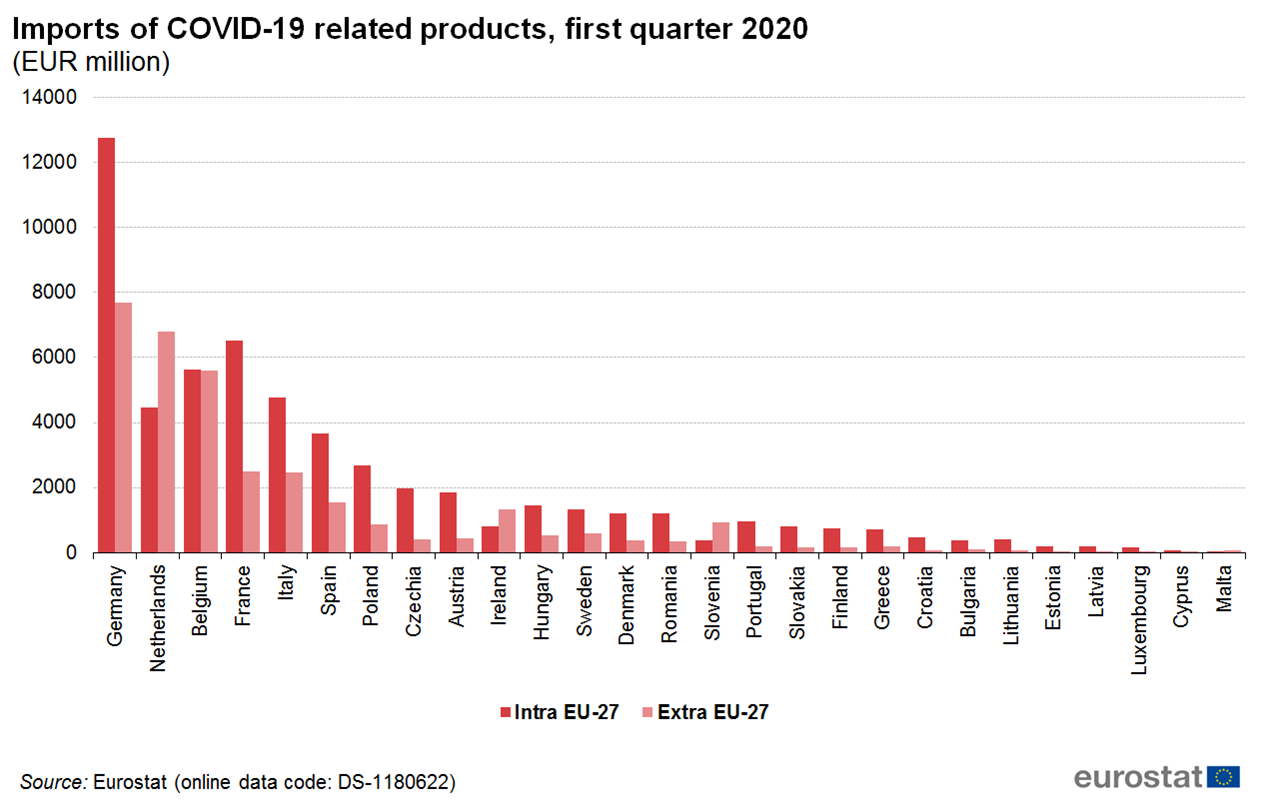 Imports of COVID-19 related products, first quarter 2020
(EUR million)
14000
12000
10000
8000
6000
4000
2000
0
Germany
Netherlands
Belgium
France
Italy
Spain
Poland
Czechia
Austria
Ireland
Hungary
Sweden
Denmark
Romania
Slovenia
Portugal
Slovakia
Finland
Greece
Croatia
Bulgaria
Lithuania
Estonia
Latvia
Luxembourg
Cyprus
Malta
Intra EU-27 Extra EU-27
Source: Eurostat (online data code: DS-1180622)
eurostat